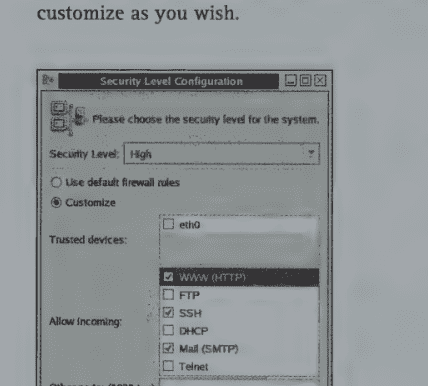 customize as you wish.
Security Level Configuration
Please choose the security level for the system.
Security Level: High
Use default firewall rules
Customize
Trusted devices:
eth0
Allow incoming:
WWW (HTTP)
FTP
SSH
DHCP
Mail (SMTP)
Telnet